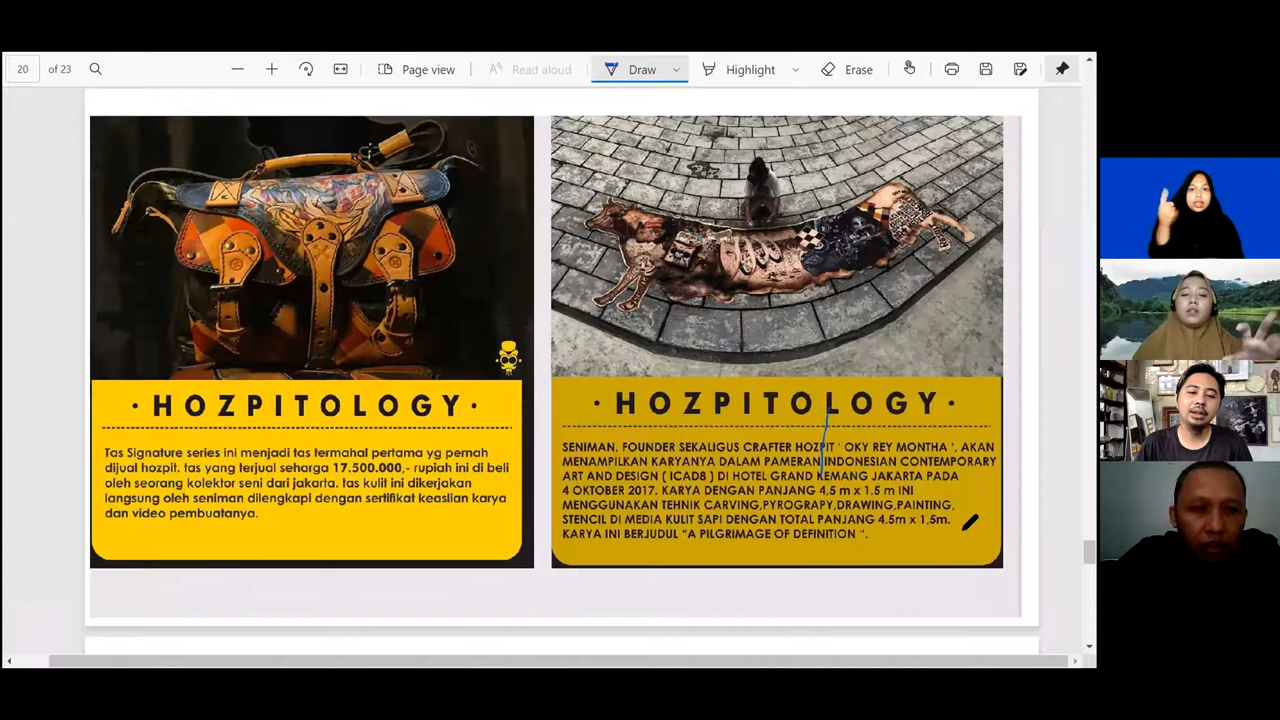 20 of 23
Page view
Read aloud
Draw
Highlight
Erase
· HOZPITOLOGY ·
Tas Signature series ini menjadi tas termahal pertama yg pernah
dijual hozpit. tas yang terjual seharga 17.500.000,- rupiah ini di beli
oleh seorang kolektor seni dari jakarta. tas kulit ini dikerjakan
langsung oleh seniman dilengkapi dengan sertifikat keaslian karya
dan video pembuatanya.
· HOZPITOLOGY ·
SENIMAN, FOUNDER SEKALIGUS CRAFTER HOZPIT ' OKY REY MONTHA ', AKAN
MENAMPILKAN KARYANYA DALAM PAMERAN INDONESIAN CONTEMPORARY
ART AND DESIGN ( ICAD8 ) DI HOTEL GRAND KEMANG JAKARTA PADA
4 OKTOBER 2017. KARYA DENGAN PANJANG 4,5 m x 1.5 m INI
MENGGUNAKAN TEHNIK CARVING,PYROGRAPY,DRAWING,PAINTING,
STENCIL DI MEDIA KULIT SAPI DENGAN TOTAL PANJANG 4,5m x 1,5m.
KARYA INI BERJUDUL "A PILGRIMAGE OF DEFINITION ".